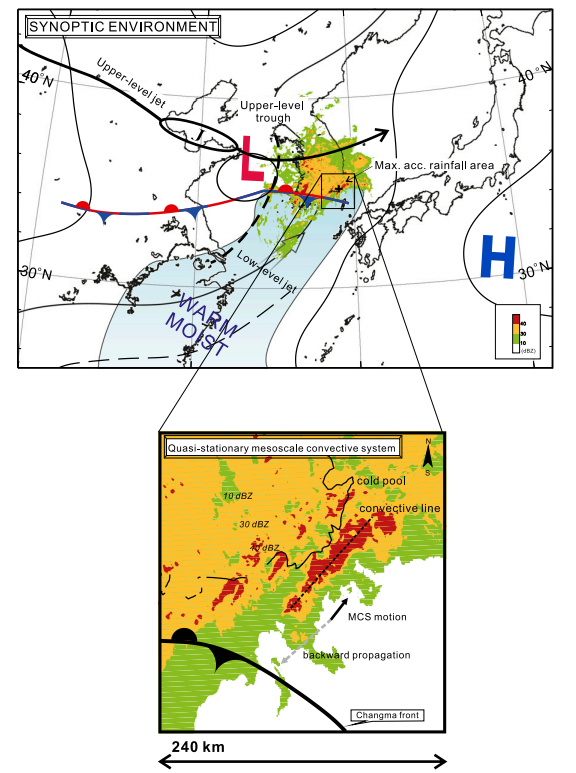 SYNOPTIC ENVIRONMENT
40°N
40°N
Upper-level jet
Upper-level
trough
J
L
Max. acc. rainfall area
H
30°N
30°N
Low-level jet
WARM
MOIST
40
30
10
(dBZ)
Quasi-stationary mesoscale convective system
N
S
cold pool
10 dBZ
convective line
30 dBZ
40 dBZ
MCS motion
backward propagation
Changma front
240 km